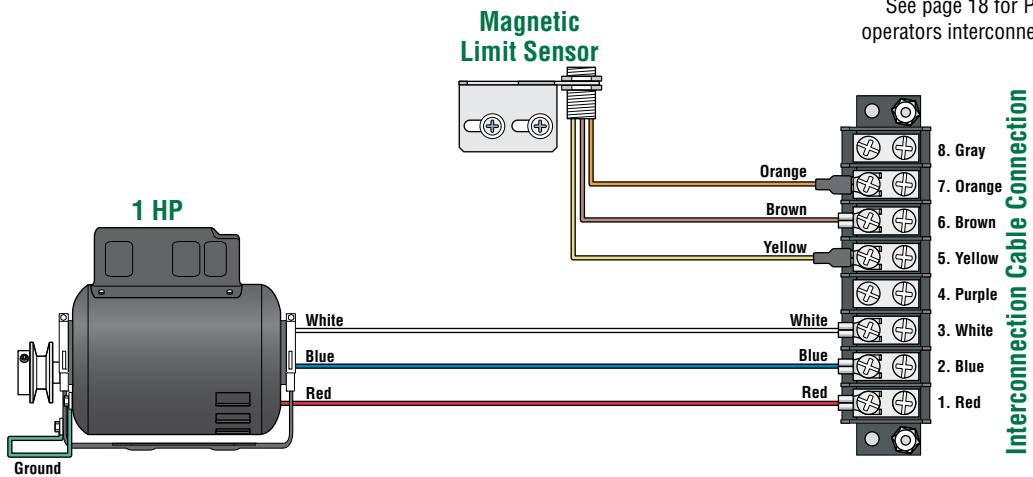 See page 18 for P
operators interconne
Magnetic
Limit Sensor
1 HP
Orange
Brown
Yellow
White
White
Blue
Blue
Red
Red
Ground
8. Gray
7. Orange
6. Brown
5. Yellow
4. Purple
3. White
2. Blue
1. Red
Interconnection Cable Connection